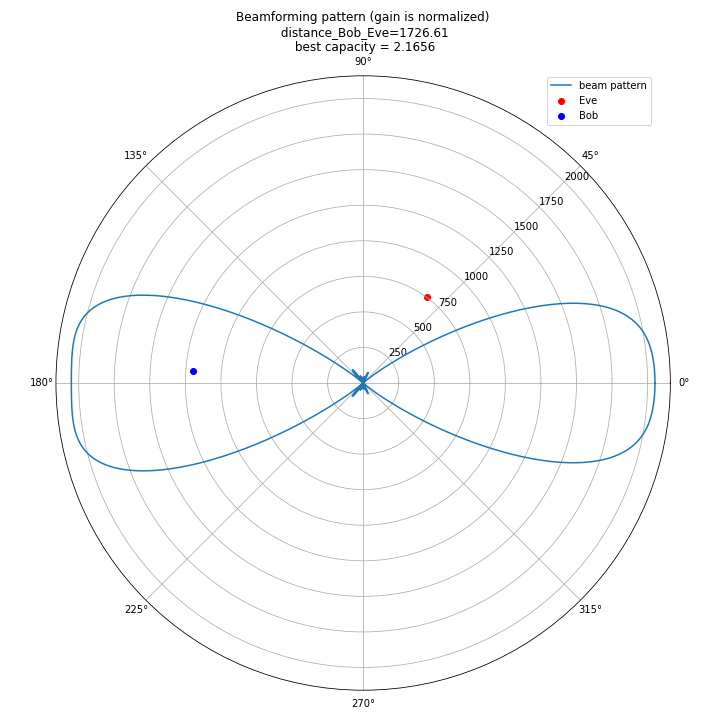 Beamforming pattern (gain is normalized)
distance_Bob_Eve=1726.61
best capacity = 2.1656
90°
beam pattern
Eve
Bob
135°
45°
2000
1750
1500
1250
1000
750
500
250
180°
0°
225°
315°
270°